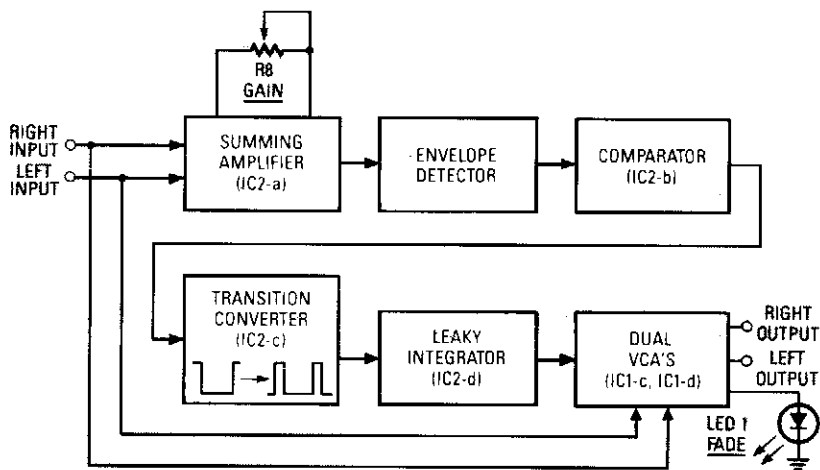 R8
GAIN
RIGHT
INPUT
LEFT
INPUT
SUMMING
AMPLIFIER
(IC2-a)
ENVELOPE
DETECTOR
COMPARATOR
(IC2-b)
TRANSITION
CONVERTER
(IC2-c)
LEAKY
INTEGRATOR
(IC2-d)
DUAL
VCA'S
(IC1-c, IC1-d)
RIGHT
OUTPUT
LEFT
OUTPUT
LED 1
FADE